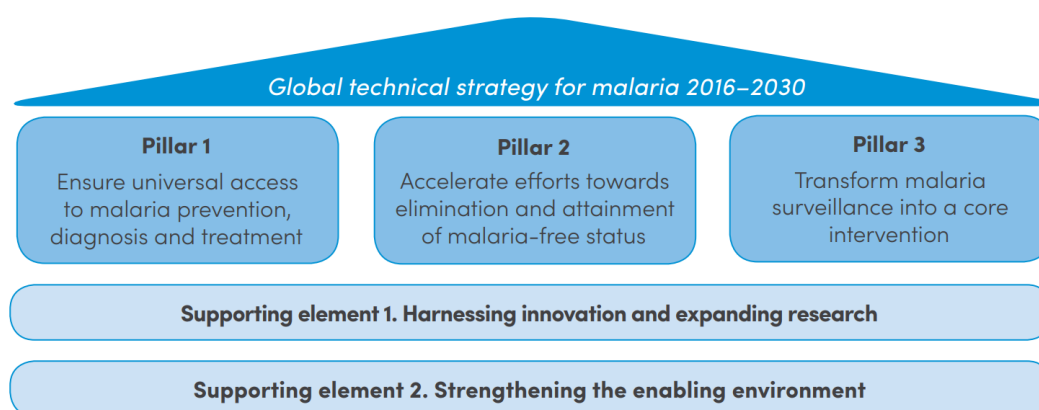 Global technical strategy for malaria 2016–2030
Pillar 1
Ensure universal access
to malaria prevention,
diagnosis and treatment
Pillar 2
Accelerate efforts towards
elimination and attainment
of malaria-free status
Pillar 3
Transform malaria
surveillance into a core
intervention
Supporting element 1. Harnessing innovation and expanding research
Supporting element 2. Strengthening the enabling environment